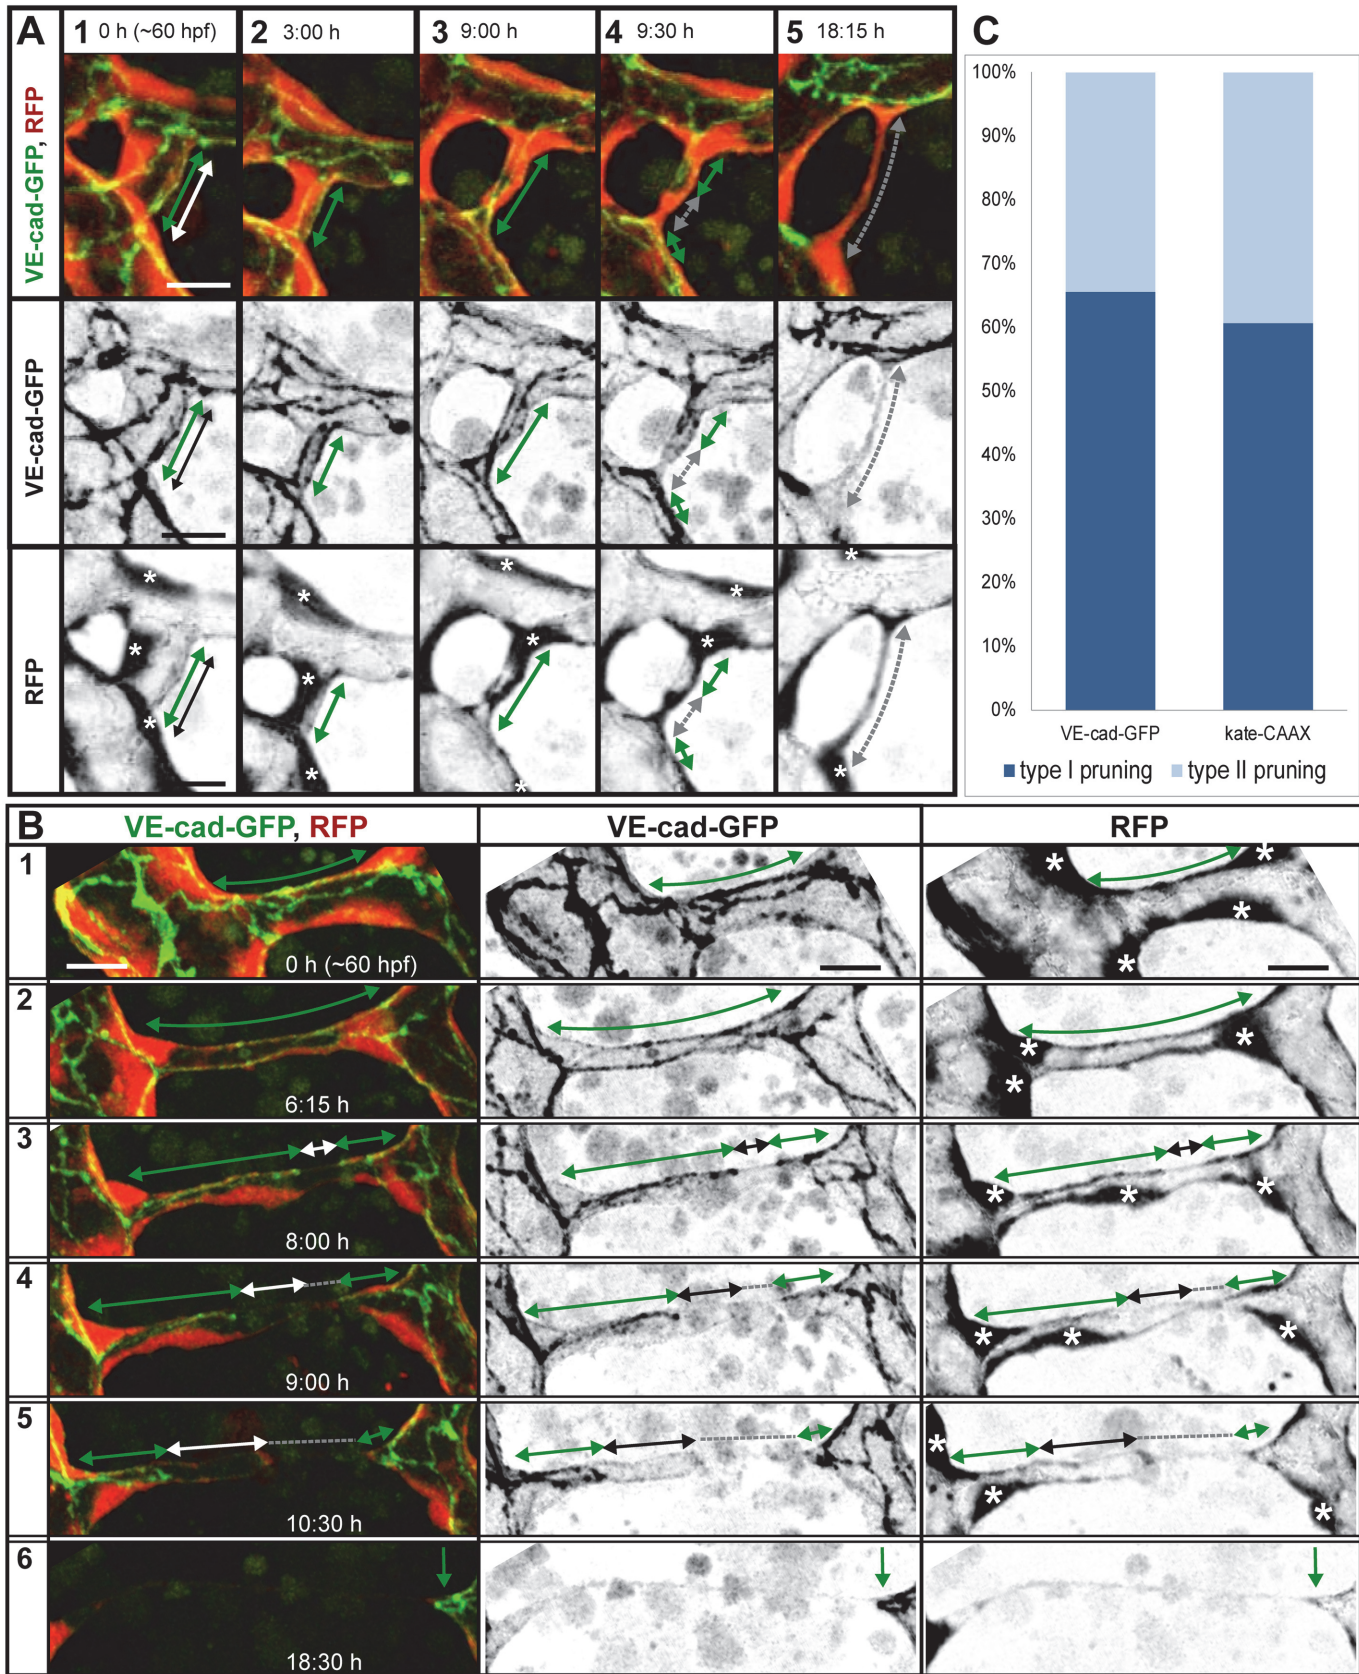 A
1 0 h (~60 hpf)
2 3:00 h
3 9:00 h
4 9:30 h
5 18:15 h
VE-cad-GFP, RFP
VE-cad-GFP
RFP
* * * * *
* * * *
* * * *
C
100%
90%
80%
70%
60%
50%
40%
30%
20%
10%
0%
VE-cad-GFP kate-CAAX
type I pruning type II pruning
B
VE-cad-GFP, RFP
VE-cad-GFP
RFP
1
0 h (~60 hpf)
* * * *
2
6:15 h
* * *
3
8:00 h
* * *
4
9:00 h
* * *
5
10:30 h
* * *
6
18:30 h